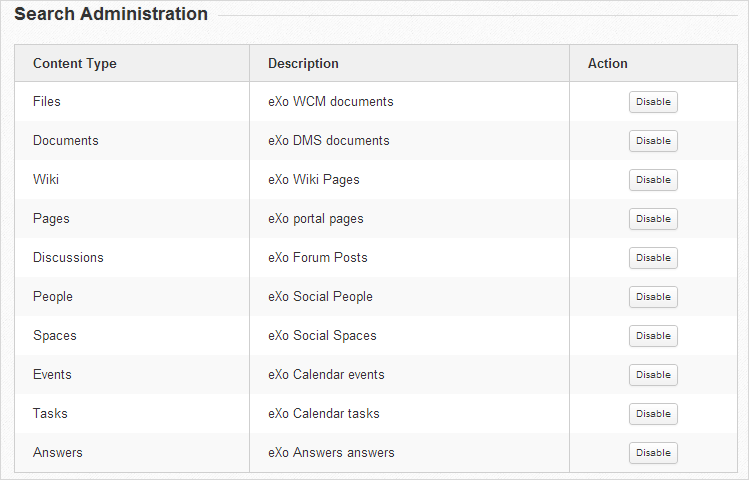 Search Administration
Content Type Description Action
Files eXo WCM documents Disable
Documents eXo DMS documents Disable
Wiki eXo Wiki Pages Disable
Pages eXo portal pages Disable
Discussions eXo Forum Posts Disable
People eXo Social People Disable
Spaces eXo Social Spaces Disable
Events eXo Calendar events Disable
Tasks eXo Calendar tasks Disable
Answers eXo Answers answers Disable